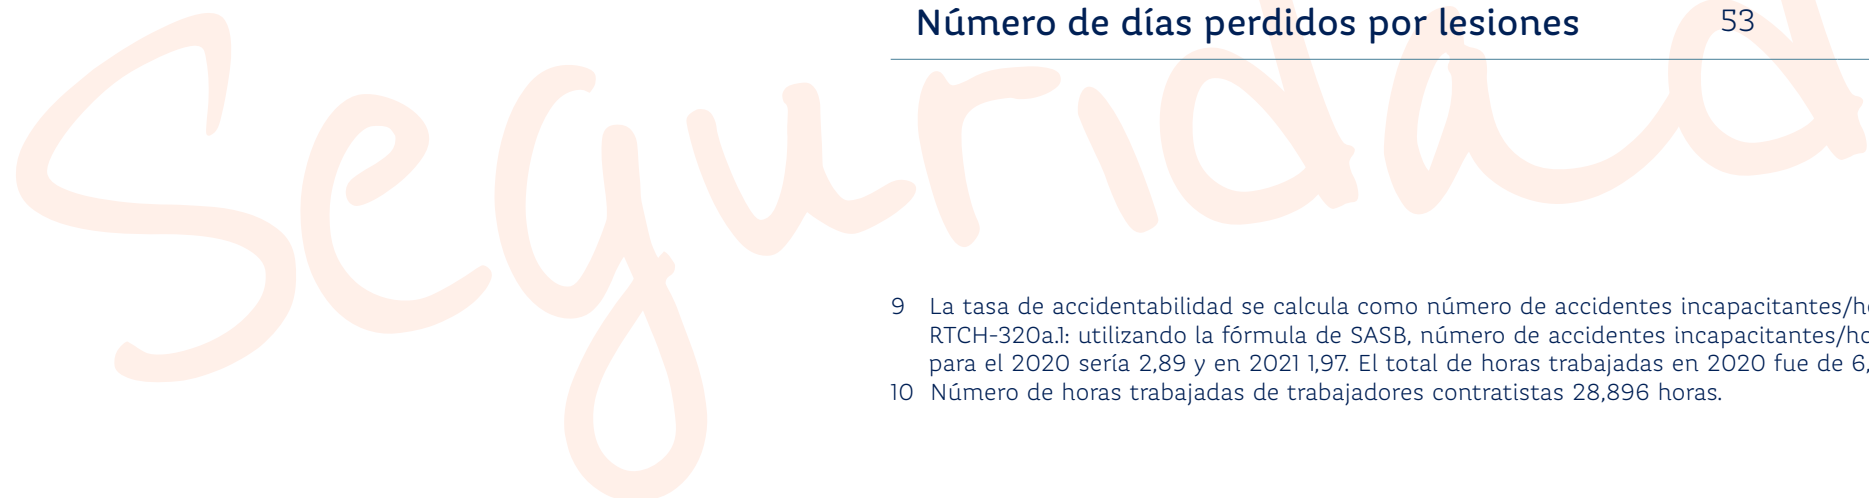 Número de días perdidos por lesiones 53
Seguridad
9 La tasa de accidentabilidad se calcula como número de accidentes incapacitantes/
RTCH-320a.1: utilizando la fórmula de SASB, número de accidentes incapacitantes/
para el 2020 sería 2,89 y en 2021 1,97. El total de horas trabajadas en 2020 fue de 6,
10 Número de horas trabajadas de trabajadores contratistas 28,896 horas.